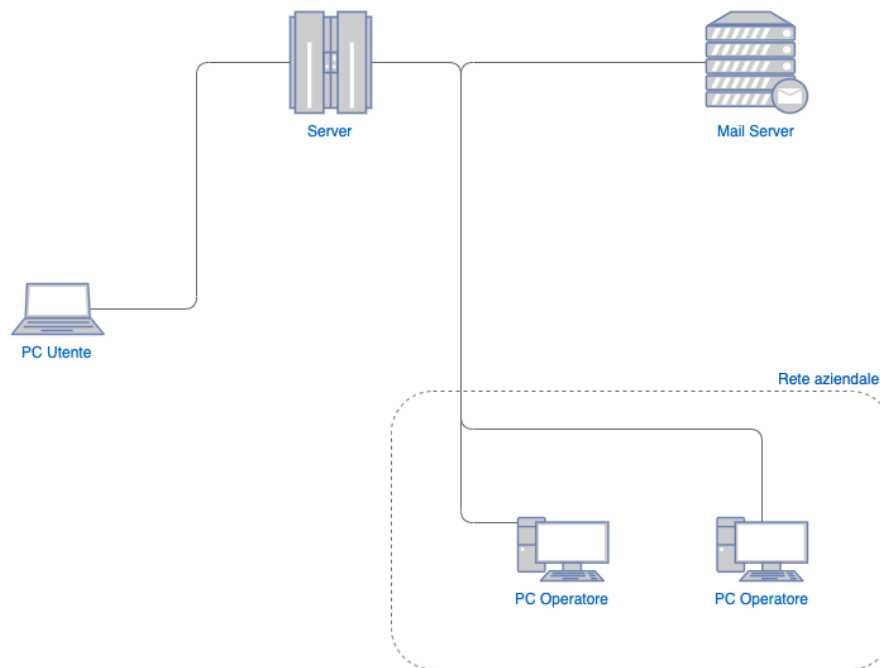 Server
Mail Server
PC Utente
Rete aziendale
PC Operatore
PC Operatore